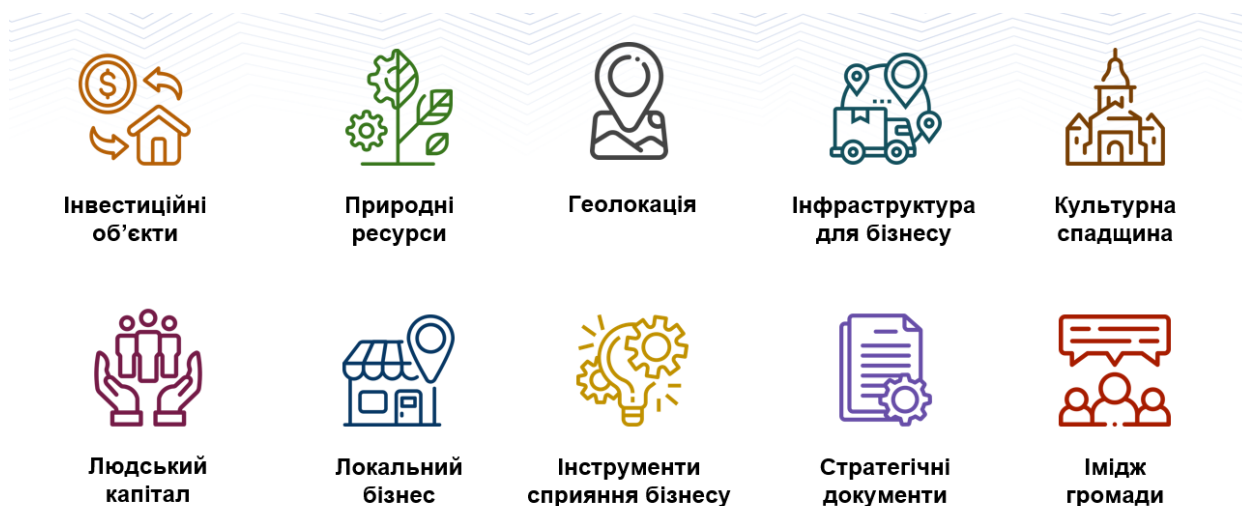 Інвестиційні
об’єкти
Природні
ресурси
Геолокація
Інфраструктура
для бізнесу
Культурна
спадщина
Людський
капітал
Локальний
бізнес
Інструменти
сприяння бізнесу
Стратегічні
документи
Імідж
громади